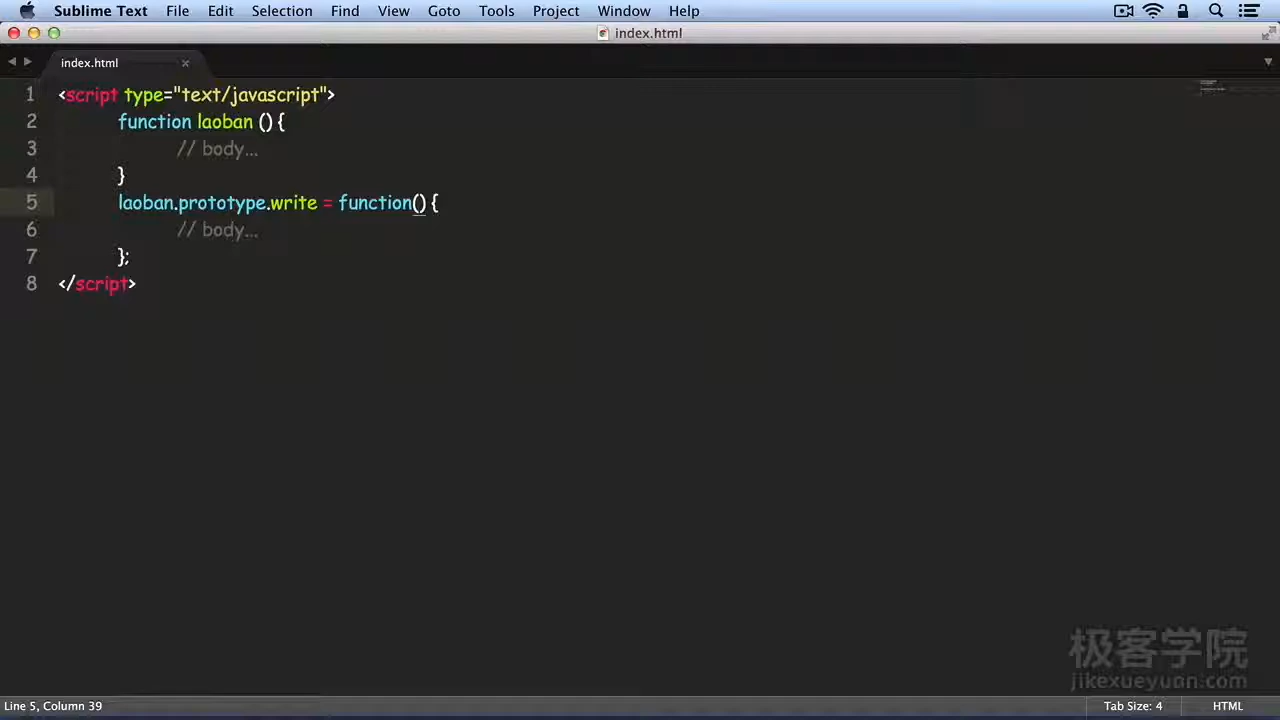 Sublime Text File Edit Selection Find View Goto Tools Project Window Help
index.html
index.html
1 <script type="text/javascript">
2 function laoban () {
3 // body...
4 }
5 laoban.prototype.write = function() {
6 // body...
7 };
8 </script>
极客学院
jikexueyuan.com
Line 5, Column 39 Tab Size: 4 HTML